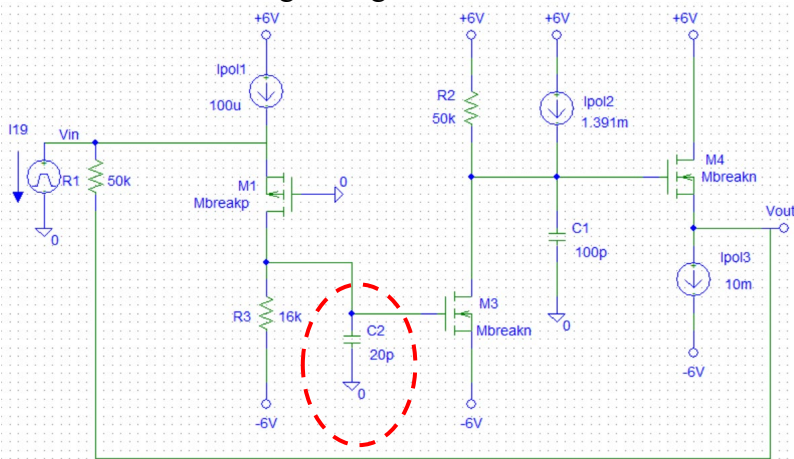 +6V
+6V
+6V
+6V
Ipol1
100u
R2
50k
Ipol2
1.391m
I19
Vin
R1
50k
M1
Mbreakp
0
M4
Mbreakn
Vout
C1
100p
Ipol3
10m
0
0
R3
16k
C2
20p
M3
Mbreakn
0
-6V
-6V
-6V